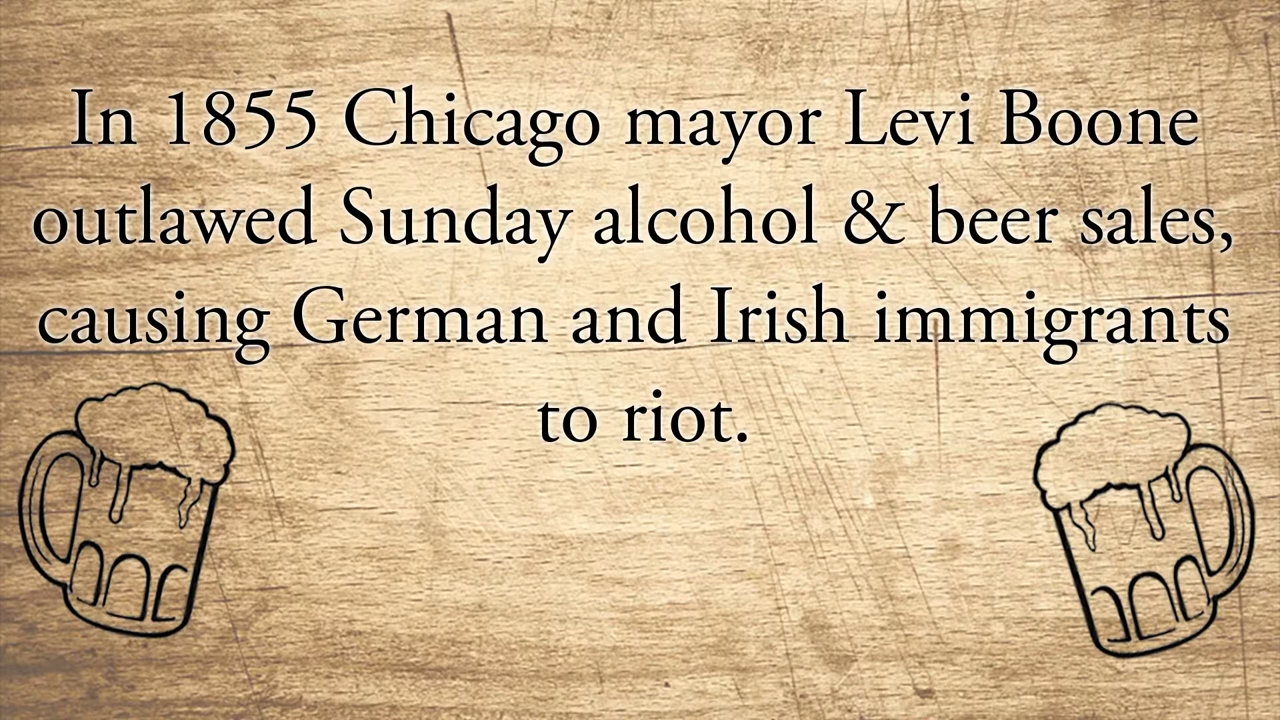 In 1855 Chicago mayor Levi Boone
outlawed Sunday alcohol & beer sales,
causing German and Irish immigrants
to riot.